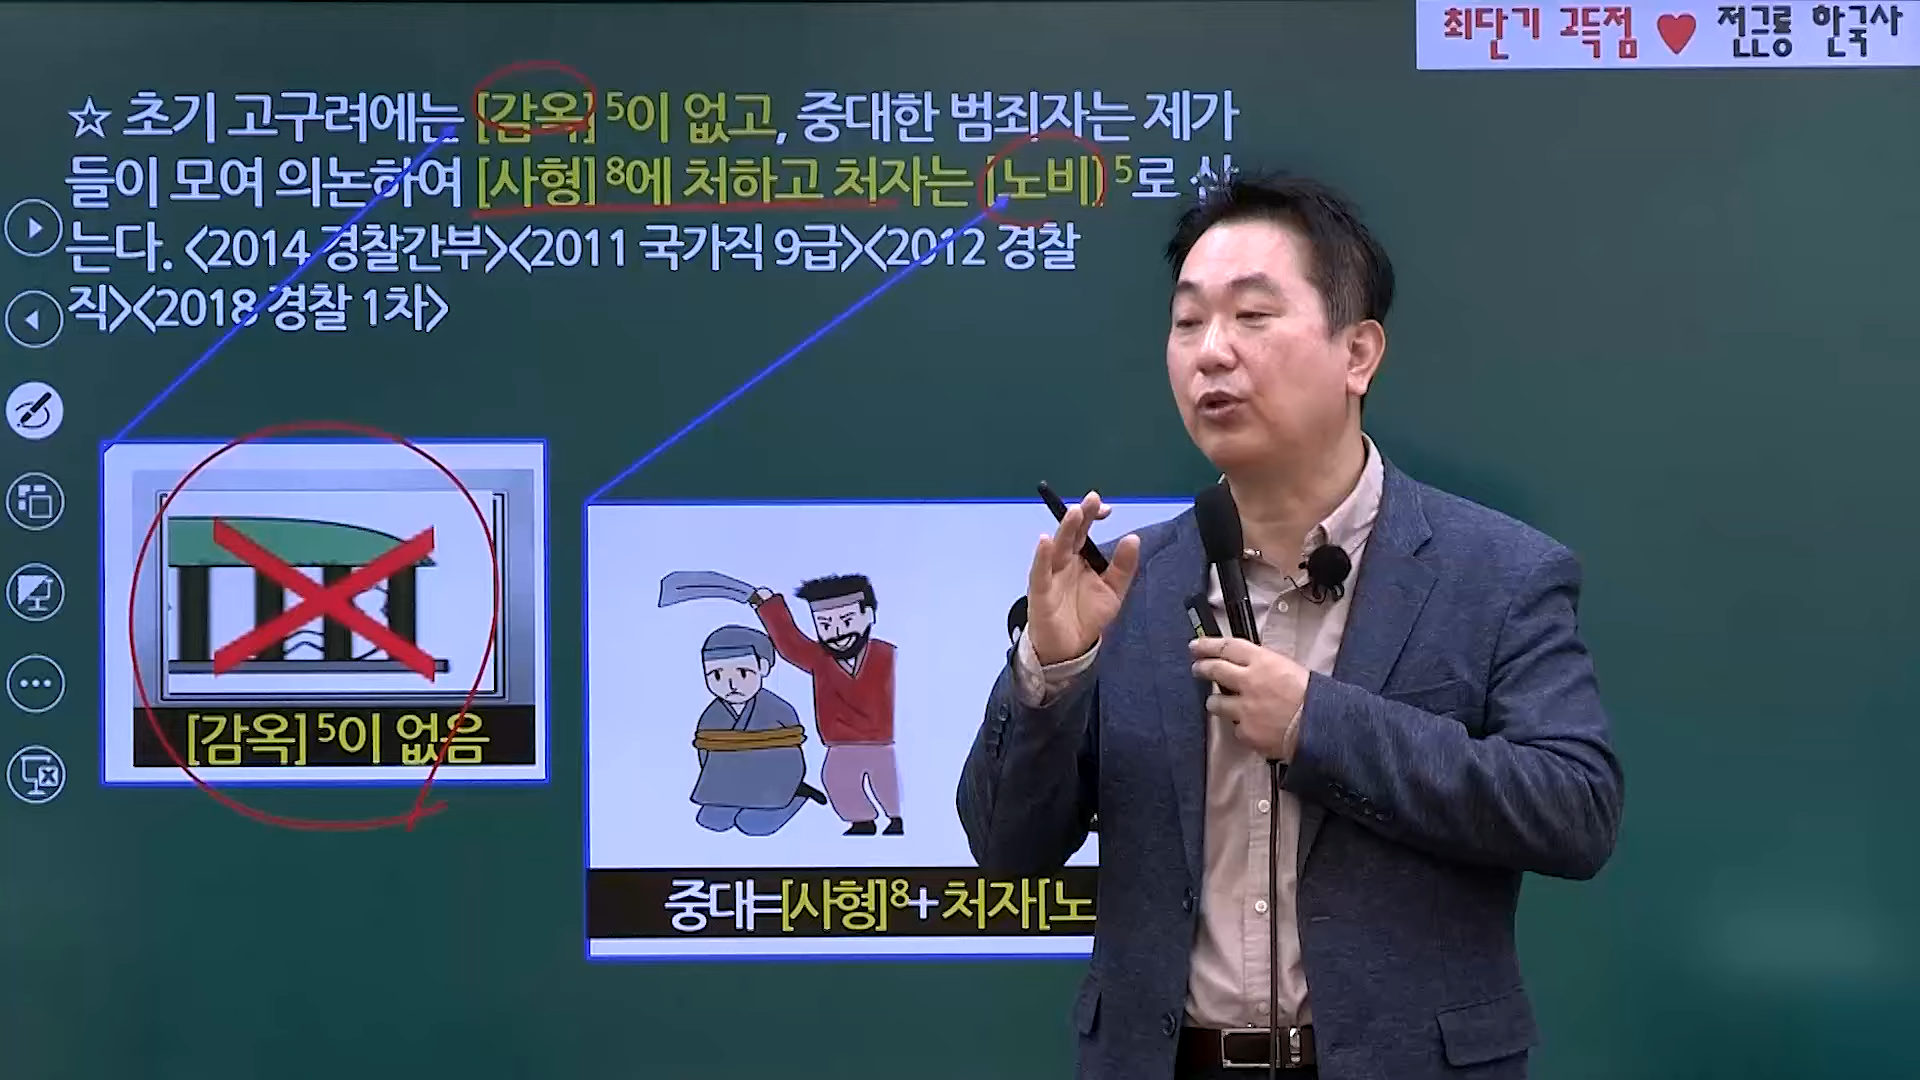 최단기 고득점 ♥ 전근룡 한국사
☆ 초기 고구려에는 [감옥] 5이 없고, 중대한 범죄자는 제가
들이 모여 의논하여 [사형] 8에 처하고 처자는 [노비) 5로 삼
는다. <2014 경찰간부><2011 국가직 9급><2012 경찰
직><2018 경찰 1차>
[감옥] 5이 없음
중대=[사형]8+ 처자[노